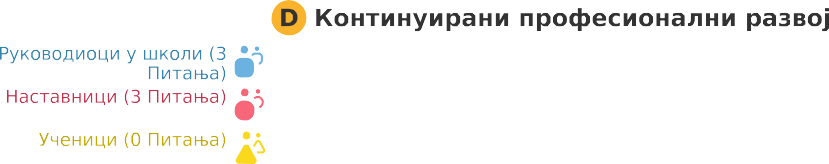 D Континуирани професионални развој
Руководиоци у школи (3
Питања)
Наставници (3 Питања)
Ученици (0 Питања)